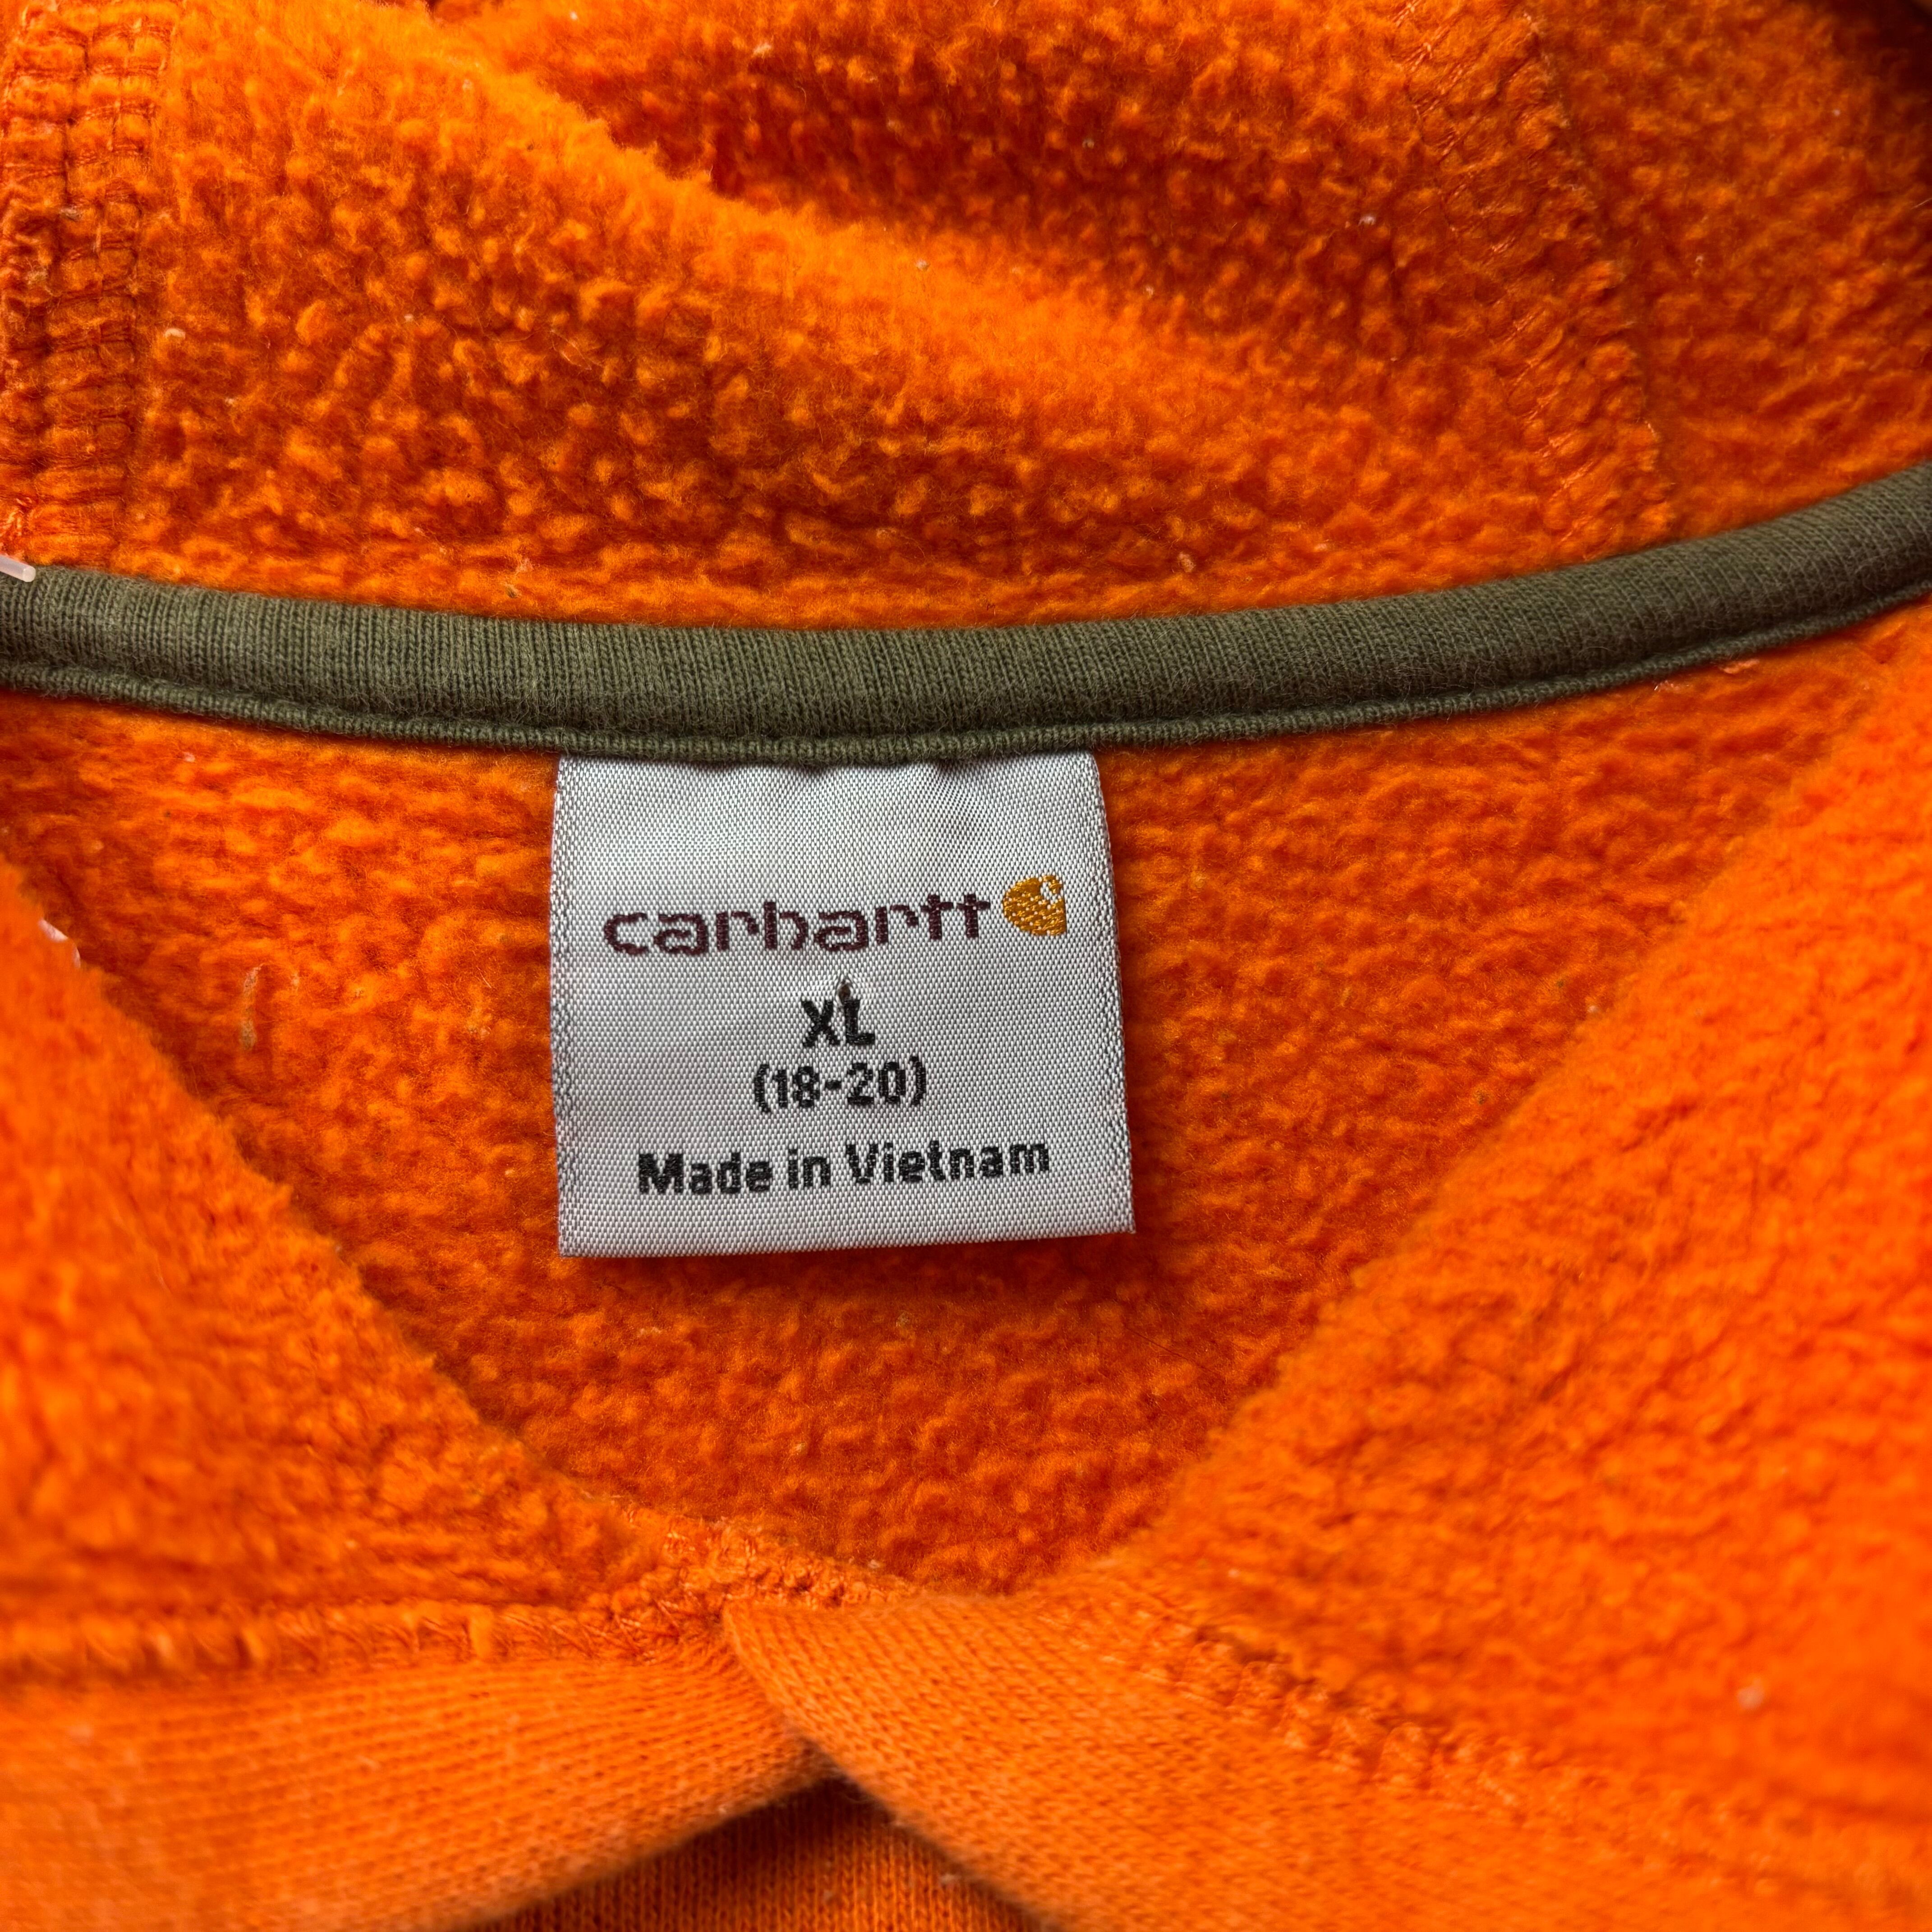 carhartt
XL
(18-20)
Made in Vietnam